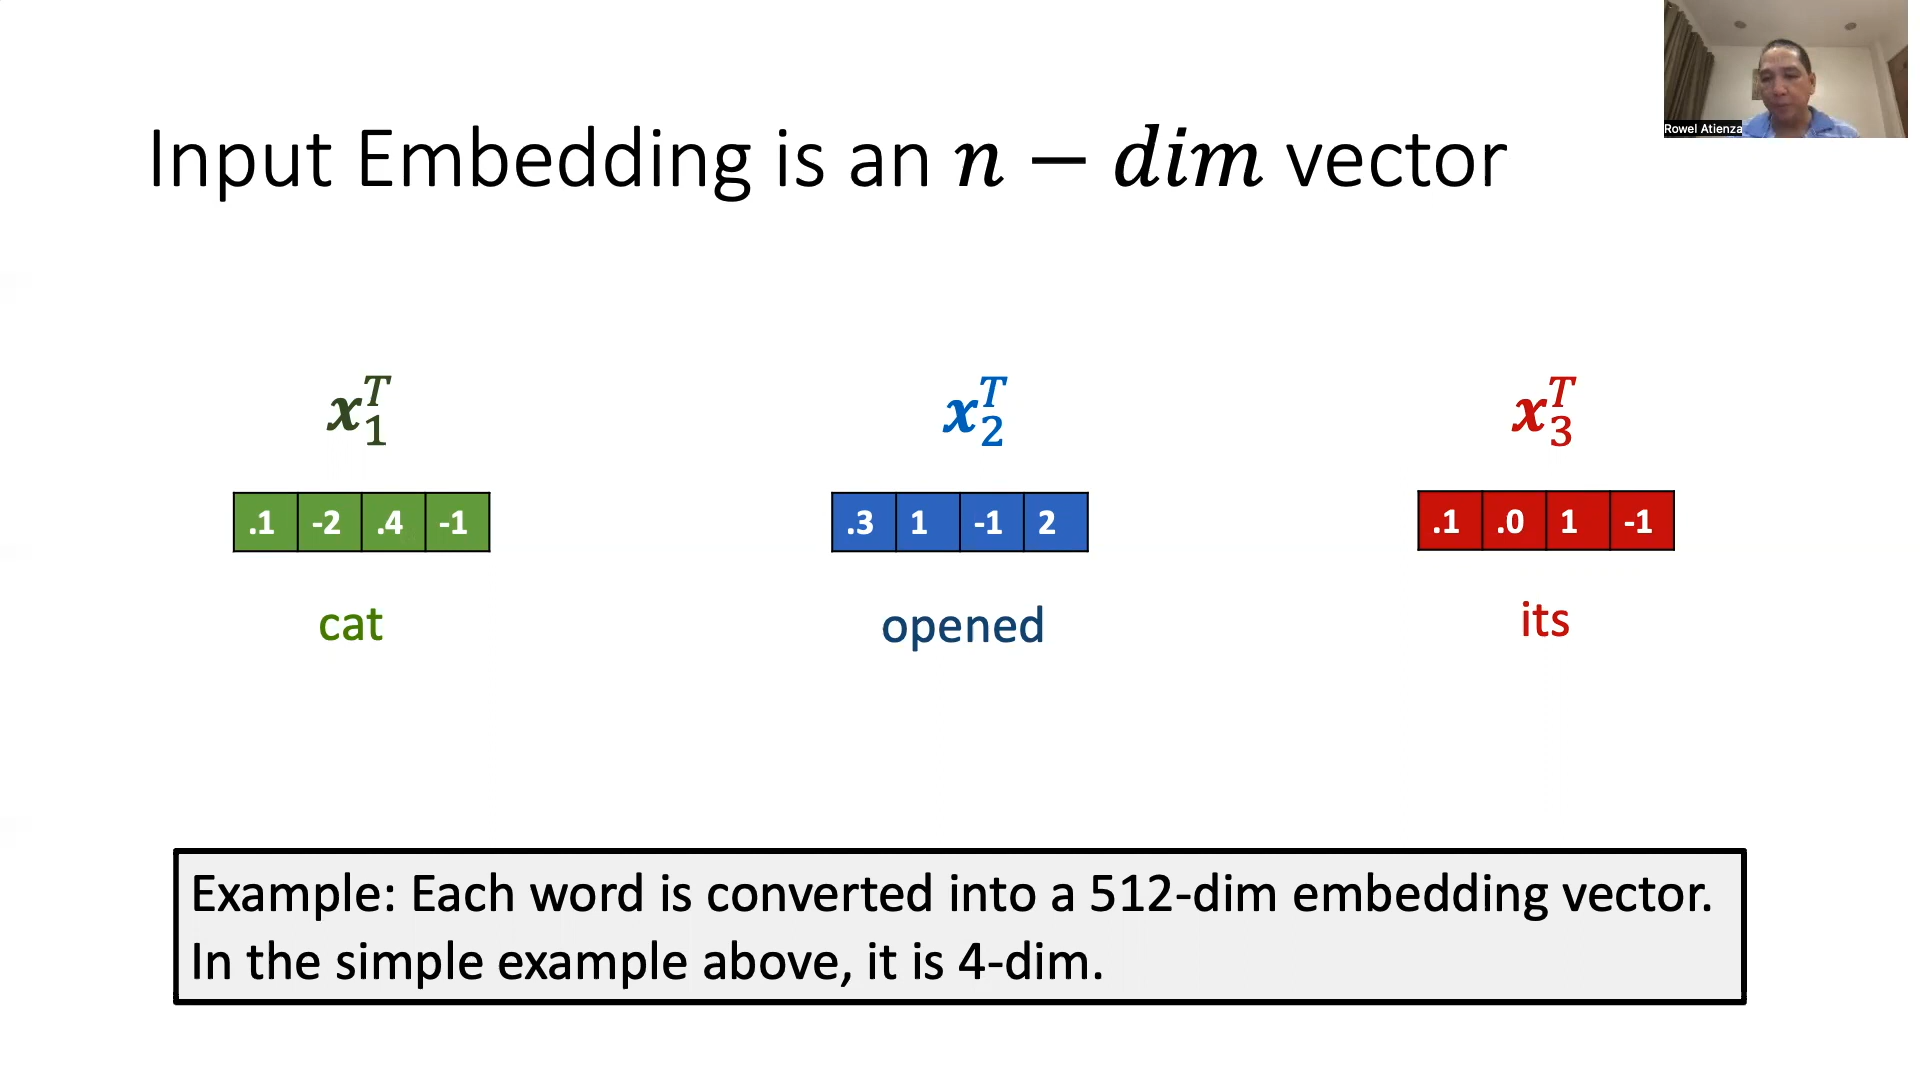 Rowel Atienza
Input Embedding is an n − dim vector
x₁ᵀ x₂ᵀ x₃ᵀ
.1 -2 .4 -1 .3 1 -1 2 .1 .0 1 -1
cat opened its
Example: Each word is converted into a 512-dim embedding vector.
In the simple example above, it is 4-dim.